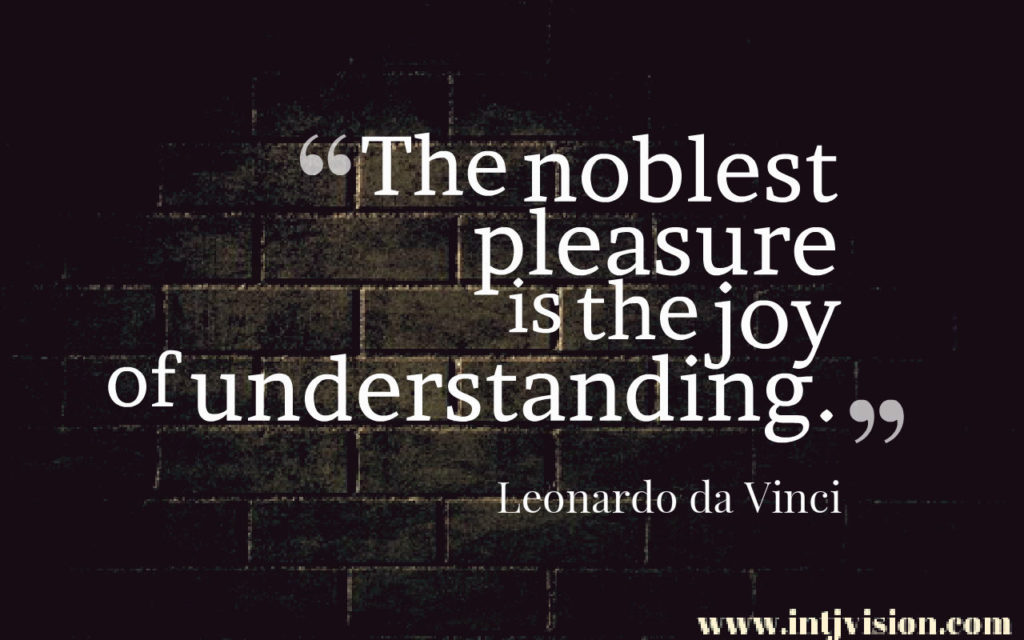 “The noblest
pleasure
is the joy
of understanding.”
Leonardo da Vinci
www.intjvision.com